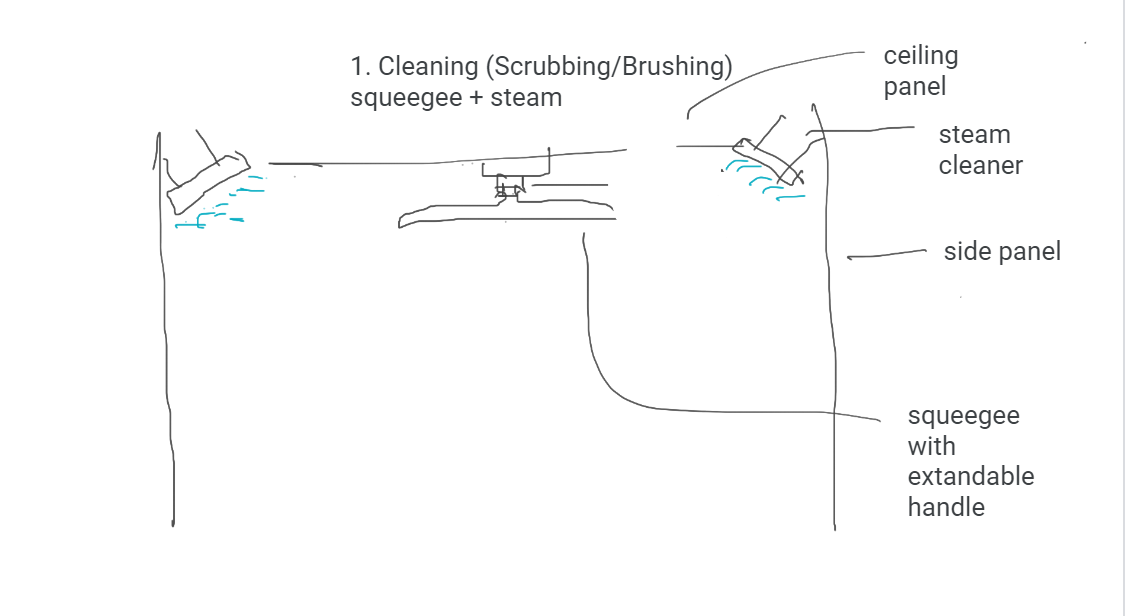 1. Cleaning (Scrubbing/Brushing)
squeegee + steam
ceiling
panel
steam
cleaner
side panel
squeegee
with
extandable
handle